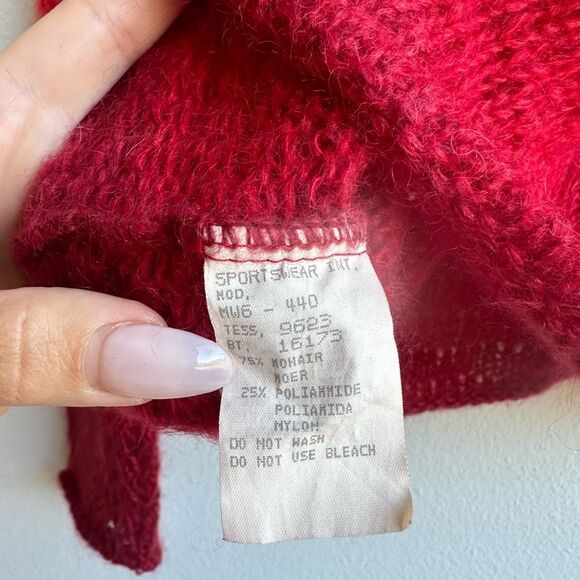 SPORTSWEAR INT.
MOD.
MW6 - 44D
TESS. 9623
BT. 16173
75% MOHAIR
MOER
25% POLIAMMIDE
POLIAMIDA
NYLON
DO NOT WASH
DO NOT USE BLEACH